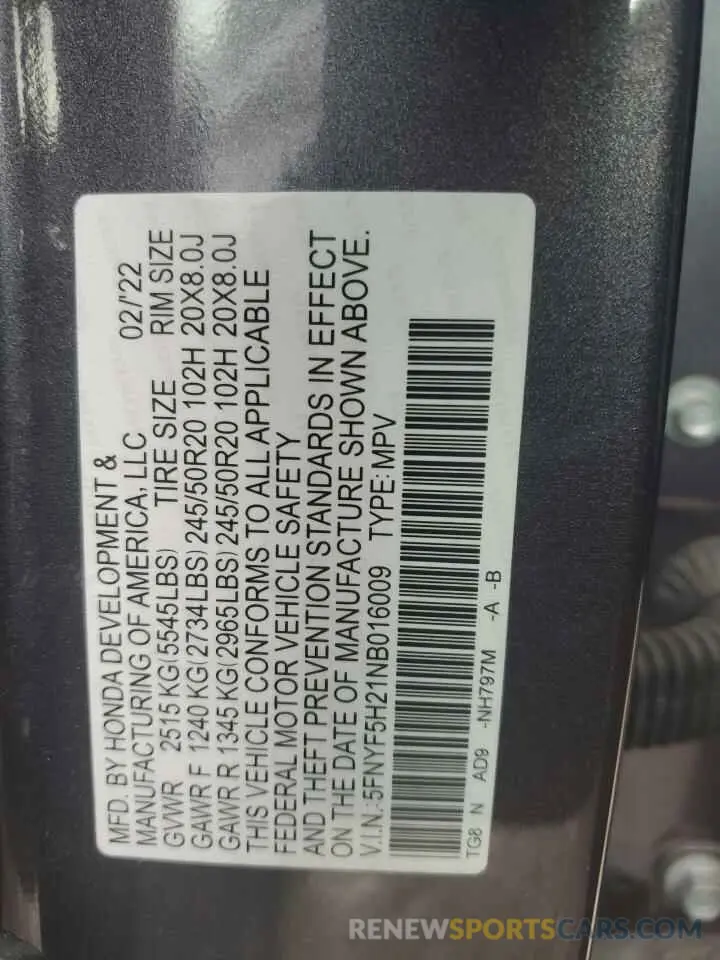 MFD. BY HONDA DEVELOPMENT &
MANUFACTURING OF AMERICA, LLC 02/'22
GVWR 2515 KG(5545LBS) TIRE SIZE RIM SIZE
GAWR F 1240 KG(2734LBS) 245/50R20 102H 20X8.0J
GAWR R 1345 KG(2965LBS) 245/50R20 102H 20X8.0J
THIS VEHICLE CONFORMS TO ALL APPLICABLE
FEDERAL MOTOR VEHICLE SAFETY
AND THEFT PREVENTION STANDARDS IN EFFECT
ON THE DATE OF MANUFACTURE SHOWN ABOVE.
V.I.N.:5FNYF5H21NB016009 TYPE:MPV
TG8 N AD9 -NH797M -A -B
RENEWSPORTSCARS.COM